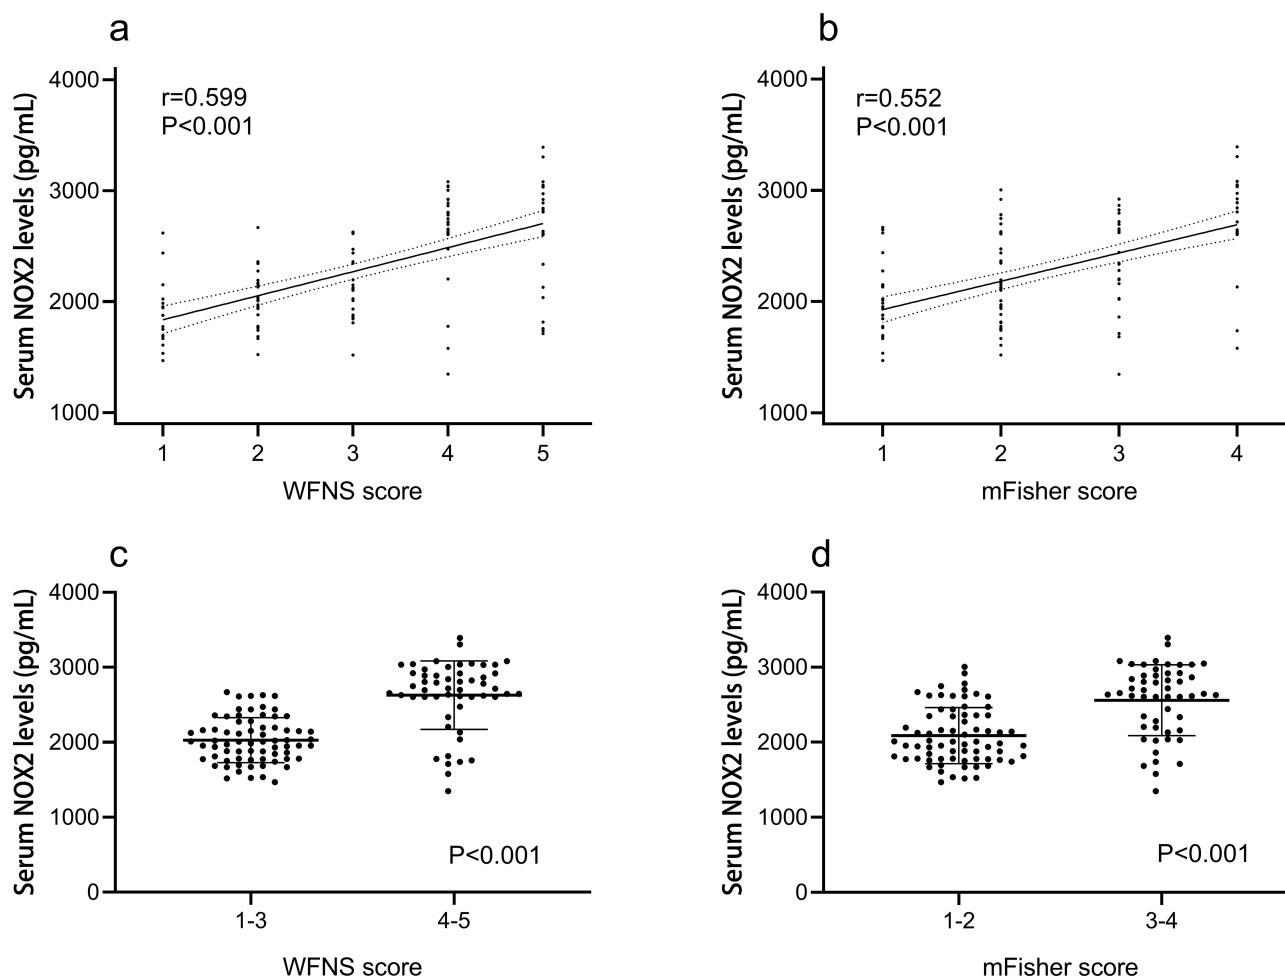 a
Serum NOX2 levels (pg/mL)
4000
3000
2000
1000
r=0.599
P<0.001
1 2 3 4 5
WFNS score
b
Serum NOX2 levels (pg/mL)
4000
3000
2000
1000
r=0.552
P<0.001
1 2 3 4
mFisher score
c
Serum NOX2 levels (pg/mL)
4000
3000
2000
1000
0
P<0.001
1-3 4-5
WFNS score
d
Serum NOX2 levels (pg/mL)
4000
3000
2000
1000
0
P<0.001
1-2 3-4
mFisher score